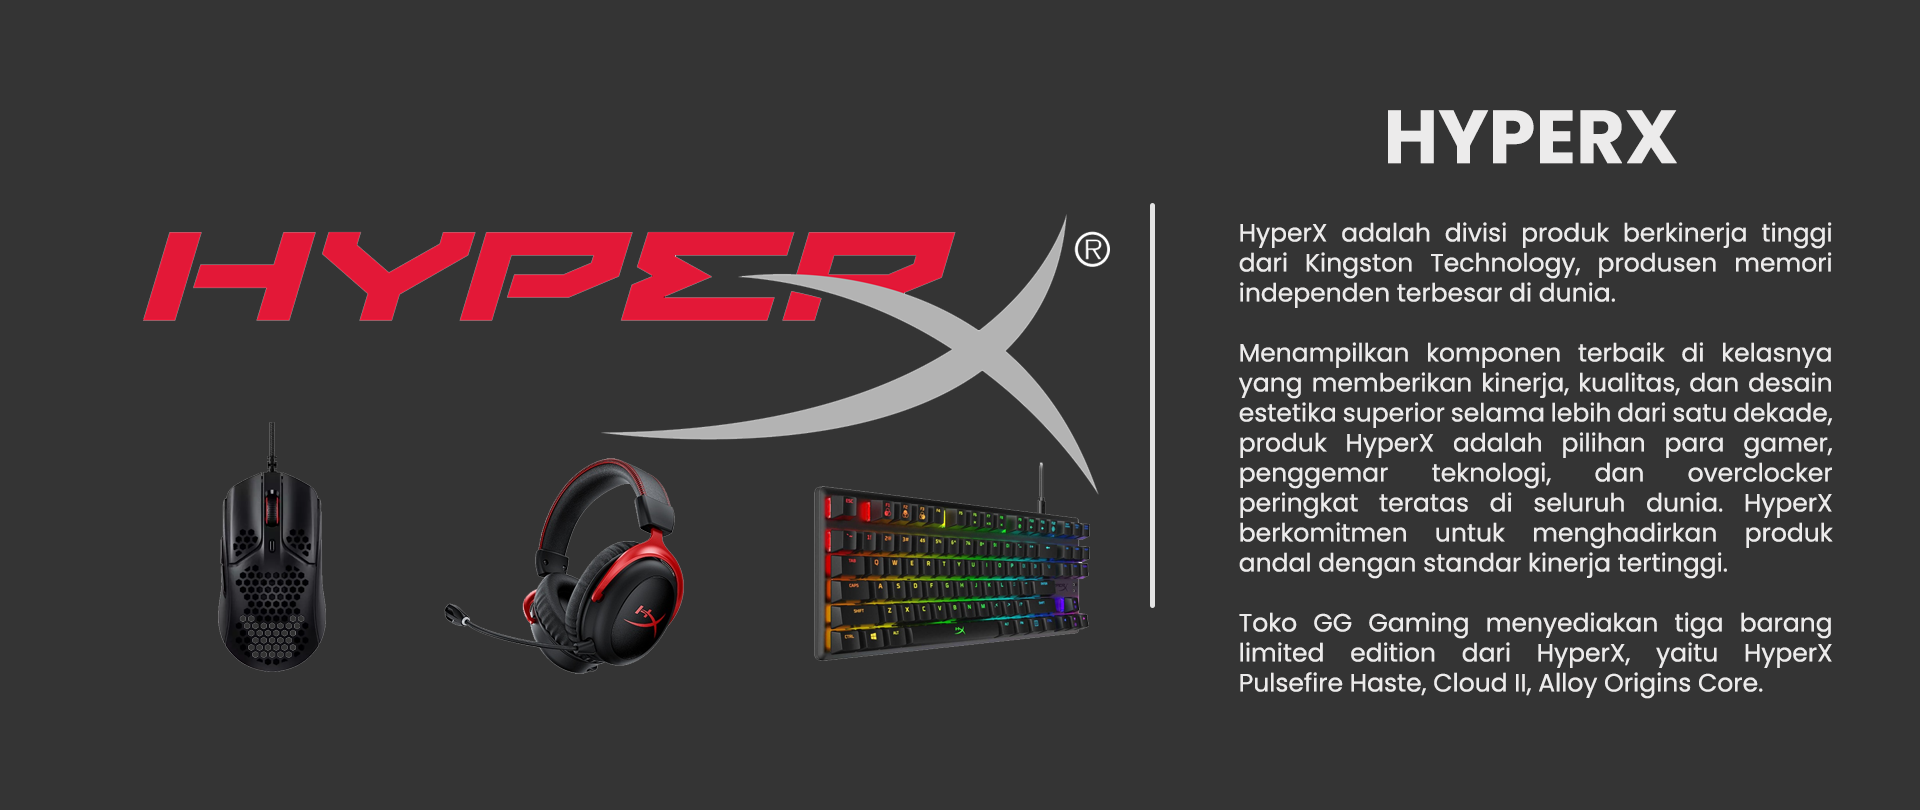 HYPERX
®
HYPERX
HyperX adalah divisi produk berkinerja tinggi
dari Kingston Technology, produsen memori
independen terbesar di dunia.
Menampilkan komponen terbaik di kelasnya
yang memberikan kinerja, kualitas, dan desain
estetika superior selama lebih dari satu dekade,
produk HyperX adalah pilihan para gamer,
penggemar teknologi, dan overclocker
peringkat teratas di seluruh dunia. HyperX
berkomitmen untuk menghadirkan produk
andal dengan standar kinerja tertinggi.
Toko GG Gaming menyediakan tiga barang
limited edition dari HyperX, yaitu HyperX
Pulsefire Haste, Cloud II, Alloy Origins Core.